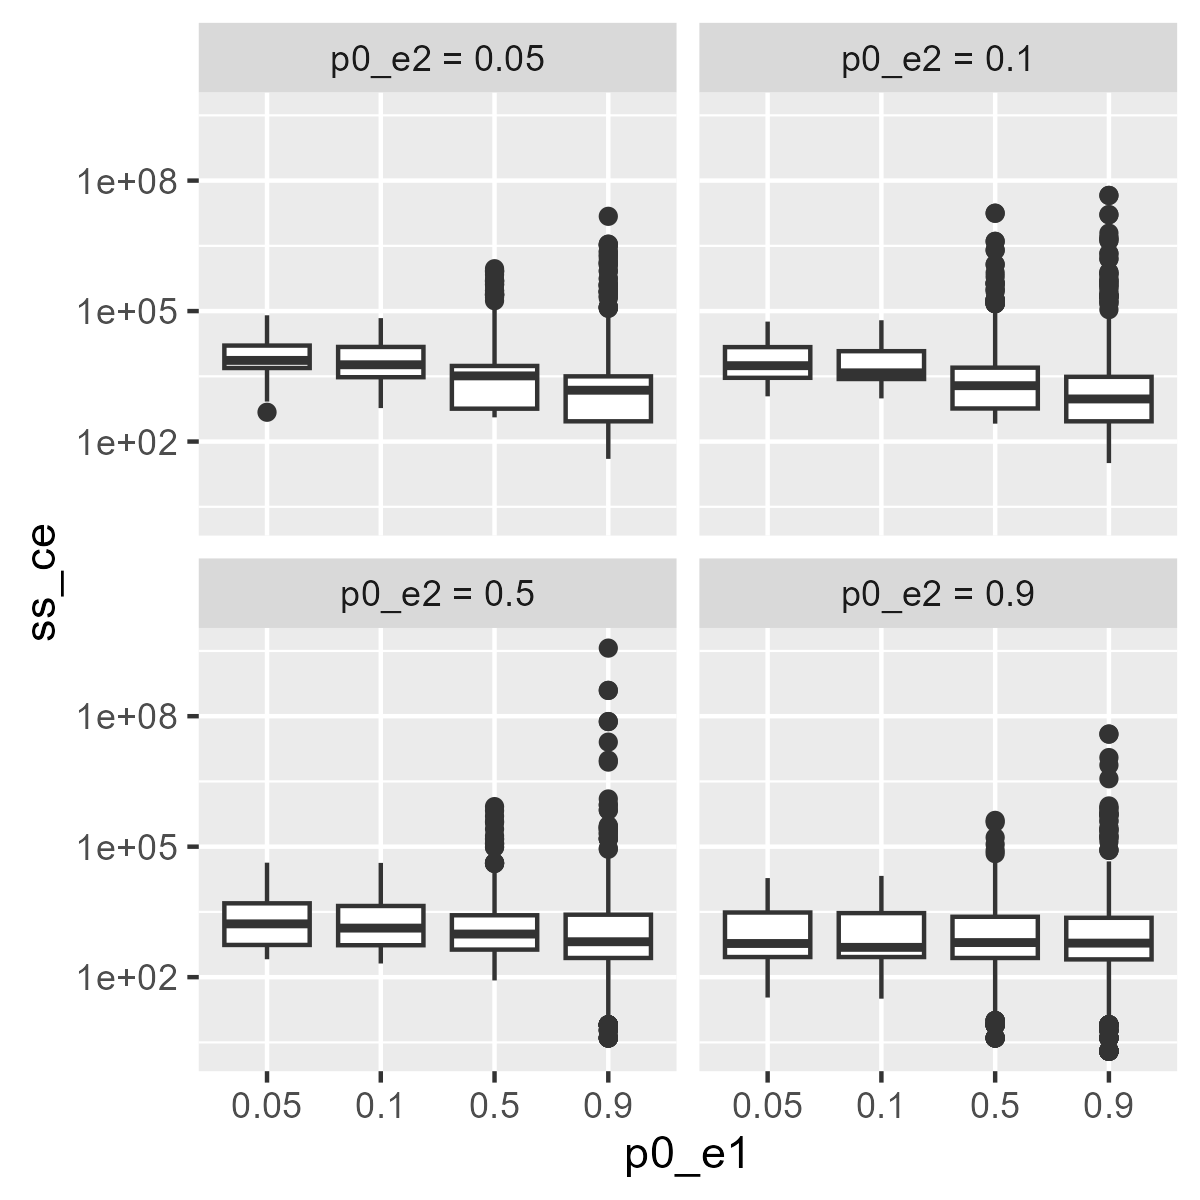 p0_e2 = 0.05
p0_e2 = 0.1
1e+08
1e+05
1e+02
ss_ce
p0_e2 = 0.5
p0_e2 = 0.9
1e+08
1e+05
1e+02
0.05 0.1 0.5 0.9
0.05 0.1 0.5 0.9
p0_e1